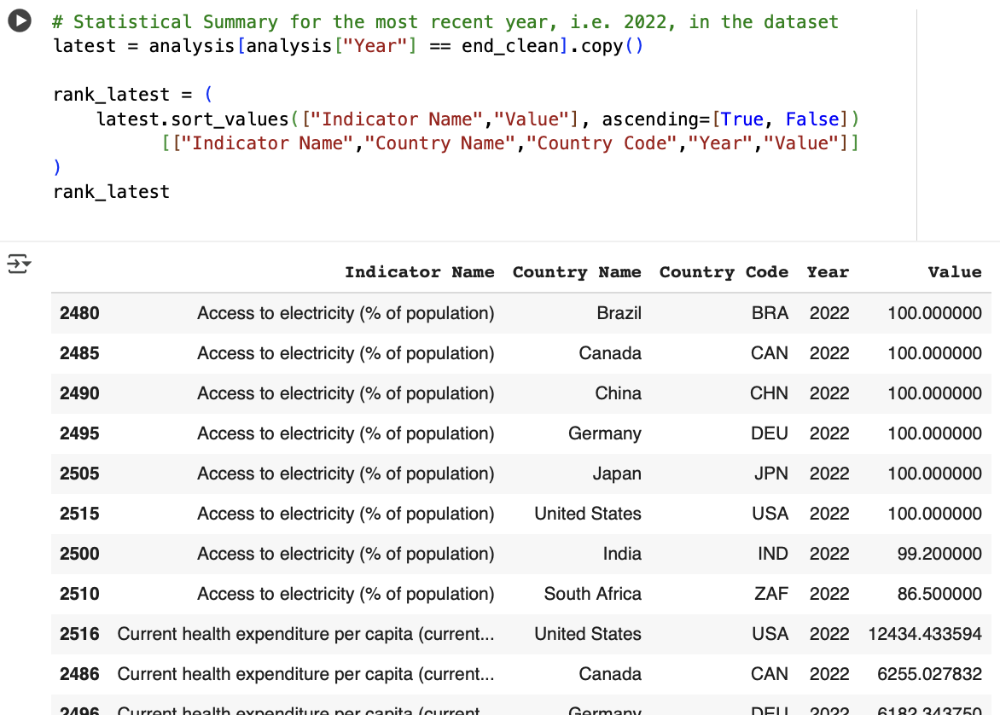 # Statistical Summary for the most recent year, i.e. 2022, in the dataset
latest = analysis[analysis["Year"] == end_clean].copy()
rank_latest = (
    latest.sort_values(["Indicator Name","Value"], ascending=[True, False])
          [["Indicator Name","Country Name","Country Code","Year","Value"]]
)
rank_latest
Indicator Name Country Name Country Code Year Value
2480 Access to electricity (% of population) Brazil BRA 2022 100.000000
2485 Access to electricity (% of population) Canada CAN 2022 100.000000
2490 Access to electricity (% of population) China CHN 2022 100.000000
2495 Access to electricity (% of population) Germany DEU 2022 100.000000
2505 Access to electricity (% of population) Japan JPN 2022 100.000000
2515 Access to electricity (% of population) United States USA 2022 100.000000
2500 Access to electricity (% of population) India IND 2022 99.200000
2510 Access to electricity (% of population) South Africa ZAF 2022 86.500000
2516 Current health expenditure per capita (current... United States USA 2022 12434.433594
2486 Current health expenditure per capita (current... Canada CAN 2022 6255.027832
2496 Current health expenditure per capita (current... Germany DEU 2022 6182.343750